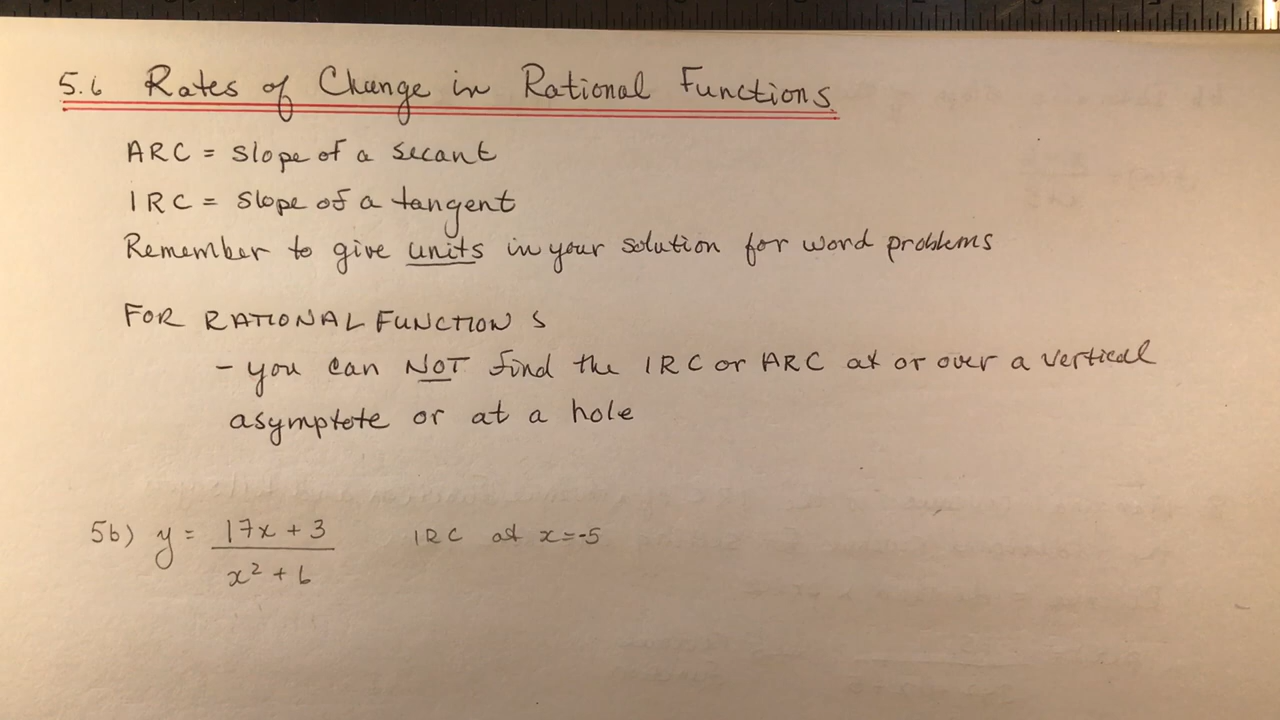 5.6 Rates of Change in Rational Functions
ARC = slope of a secant
IRC = slope of a tangent
Remember to give units in your solution for word problems
FOR RATIONAL FUNCTIONS
- you can NOT find the IRC or ARC at or over a vertical
asymptote or at a hole
5b) y = 17x + 3 IRC at x=-5
x² + 6